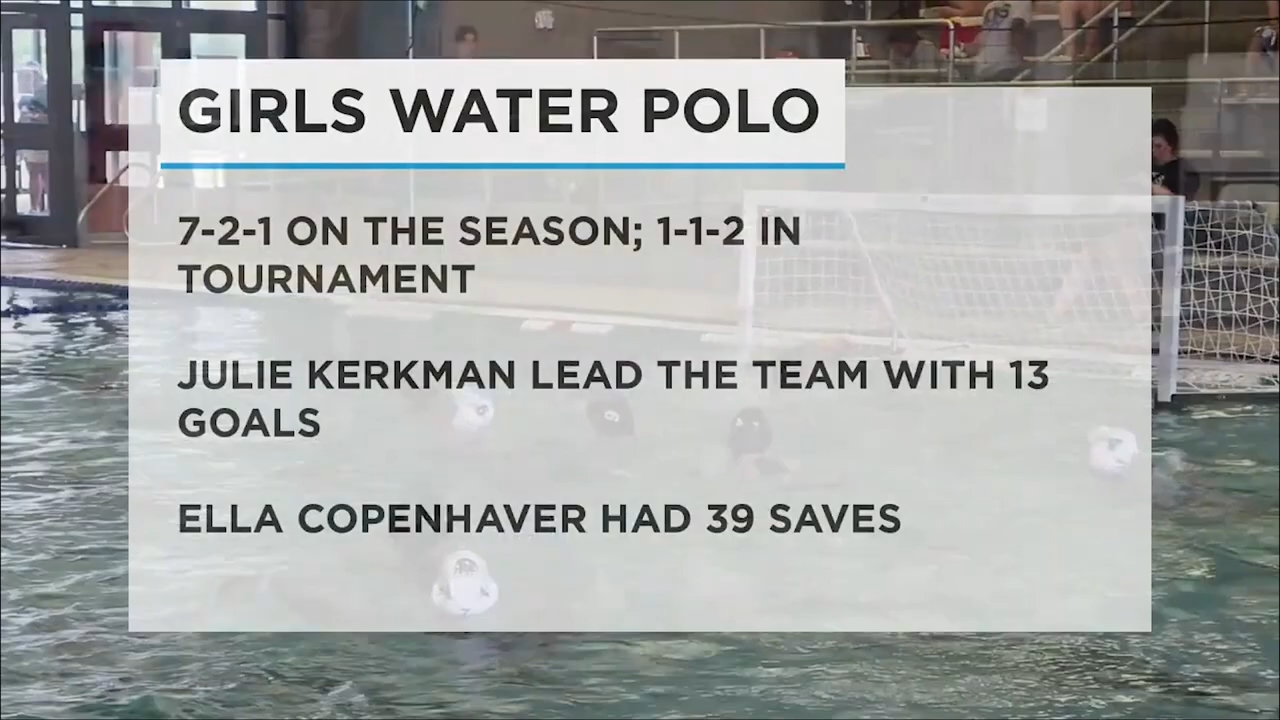 GIRLS WATER POLO
7-2-1 ON THE SEASON; 1-1-2 IN
TOURNAMENT
JULIE KERKMAN LEAD THE TEAM WITH 13
GOALS
ELLA COPENHAVER HAD 39 SAVES